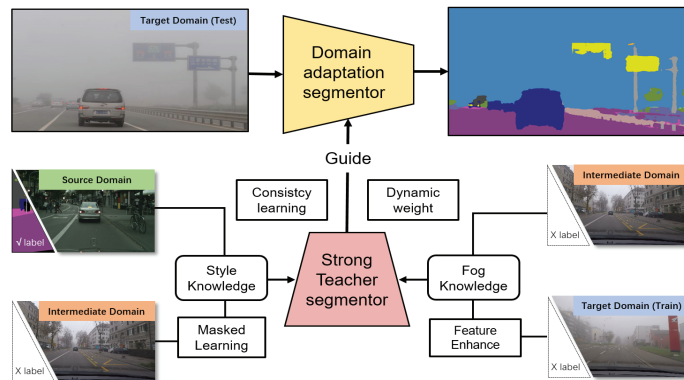 Target Domain (Test)
Domain
adaptation
segmentor
Guide
Source Domain
√ label
Consistcy
learning
Dynamic
weight
Intermediate Domain
X label
Style
Knowledge
Strong
Teacher
segmentor
Fog
Knowledge
Intermediate Domain
X label
Masked
Learning
Feature
Enhance
Target Domain (Train)
X label